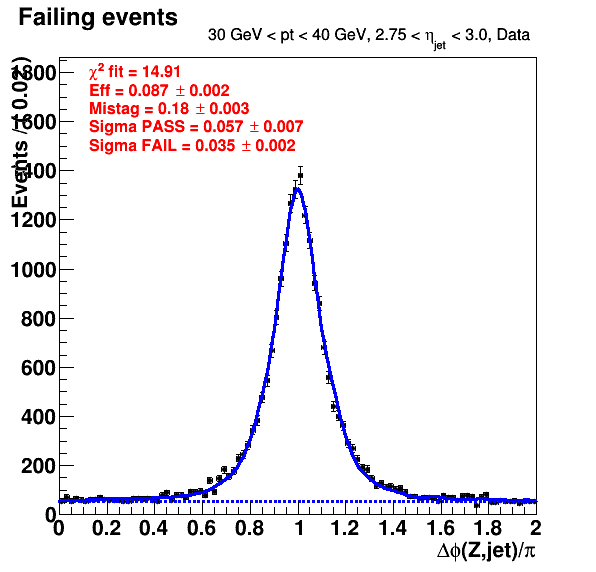 Failing events
30 GeV < pt < 40 GeV, 2.75 < η_jet < 3.0, Data
χ² fit = 14.91
Eff = 0.087 ± 0.002
Mistag = 0.18 ± 0.003
Sigma PASS = 0.057 ± 0.007
Sigma FAIL = 0.035 ± 0.002
Events / ( 0.02 )
1800
1600
1400
1200
1000
800
600
400
200
0
0 0.2 0.4 0.6 0.8 1 1.2 1.4 1.6 1.8 2
Δϕ(Z,jet)/π